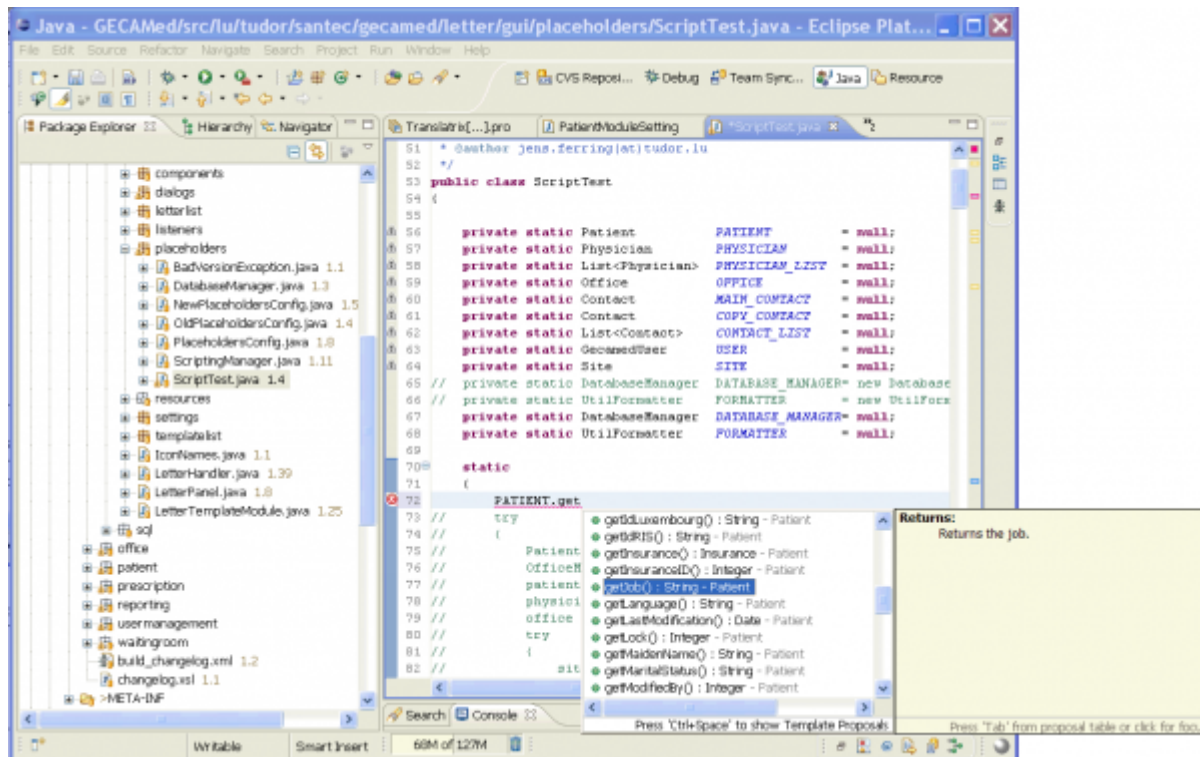 Java - GECAMed/src/lu/tudor/santec/gecamed/letter/gui/placeholders/ScriptTest.java - Eclipse Plat...
File Edit Source Refactor Navigate Search Project Run Window Help
CVS Reposi... Debug Team Sync... Java Resource
Package Explorer Hierarchy Navigator
Translatrix[...].pro PatientModuleSetting *ScriptTest.java 2
components
dialogs
letterlist
listeners
placeholders
BadVersionException.java 1.1
DatabaseManager.java 1.3
NewPlaceholdersConfig.java 1.5
OldPlaceholdersConfig.java 1.4
PlaceholdersConfig.java 1.8
ScriptingManager.java 1.11
ScriptTest.java 1.4
resources
settings
templatelist
IconNames.java 1.1
LetterHandler.java 1.39
LetterPanel.java 1.8
LetterTemplateModule.java 1.25
sql
office
patient
prescription
reporting
usermanagement
waitingroom
build_changelog.xml 1.2
changelog.xsl 1.1
>META-INF
51 * @author jens.ferring(at)tudor.lu
52 */
53 public class ScriptTest
54 {
55
56 private static Patient PATIENT = null;
57 private static Physician PHYSICIAN = null;
58 private static List<Physician> PHYSICIAN_LIST = null;
59 private static Office OFFICE = null;
60 private static Contact MAIN_CONTACT = null;
61 private static Contact COPY_CONTACT = null;
62 private static List<Contact> CONTACT_LIST = null;
63 private static GecamedUser USER = null;
64 private static Site SITE = null;
65 // private static DatabaseManager DATABASE_MANAGER= new Database
66 // private static UtilFormatter FORMATTER = new UtilForm
67 private static DatabaseManager DATABASE_MANAGER= null;
68 private static UtilFormatter FORMATTER = null;
69
70 static
71 {
72 PATIENT.get
73 // try
74 // {
75 // Patient
76 // OfficeM
77 // patient
78 // physici
79 // office
80 // try
81 // {
82 // sit
getIdLuxembourg() : String - Patient
getIdRIS() : String - Patient
getInsurance() : Insurance - Patient
getInsuranceID() : Integer - Patient
getJob() : String - Patient
getLanguage() : String - Patient
getLastModification() : Date - Patient
getLock() : Integer - Patient
getMaidenName() : String - Patient
getMaritalStatus() : String - Patient
getModifiedBy() : Integer - Patient
Press 'Ctrl+Space' to show Template Proposals
Returns:
Returns the job.
Press 'Tab' from proposal table or click for foc.
Search Console
Writable Smart Insert 68M of 127M